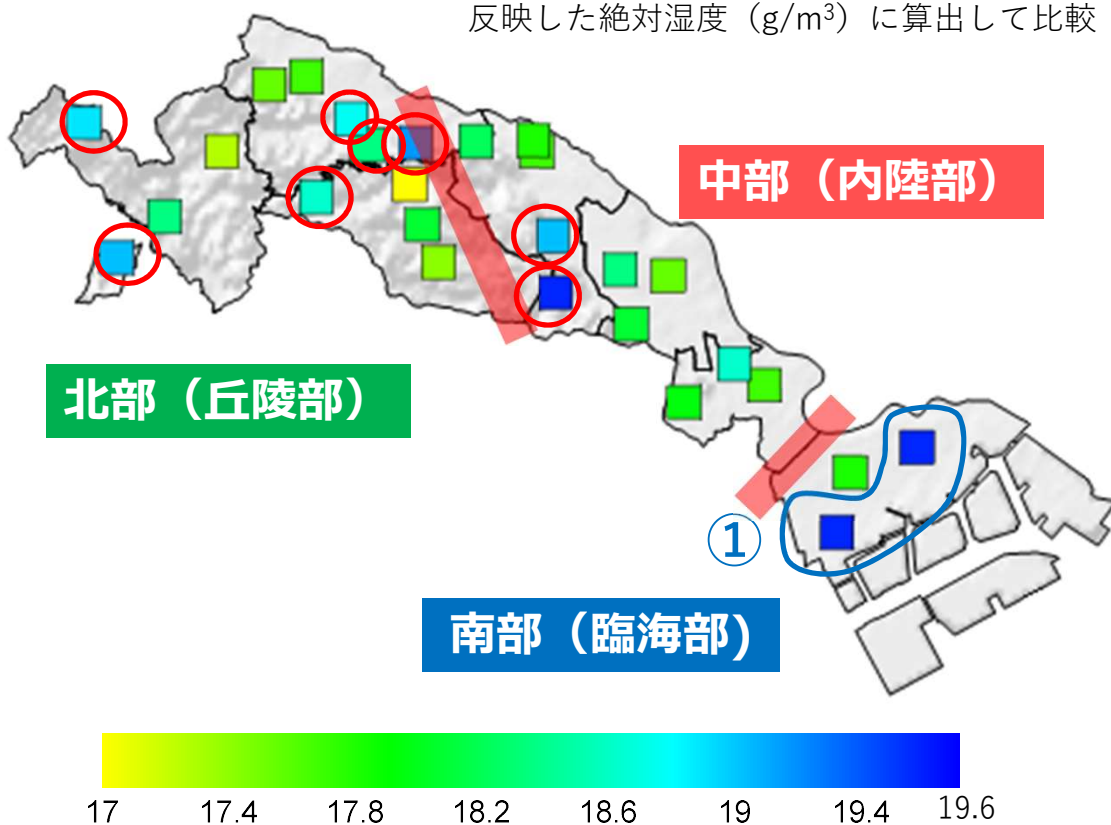 反映した絶対湿度（g/m³）に算出して比較
中部（内陸部）
北部（丘陵部）
①
南部（臨海部）
17 17.4 17.8 18.2 18.6 19 19.4 19.6